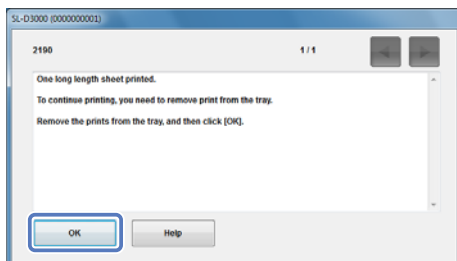 SL-D3000 (0000000001)
2190 1 / 1
One long length sheet printed.
To continue printing, you need to remove print from the tray.
Remove the prints from the tray, and then click [OK].
OK Help